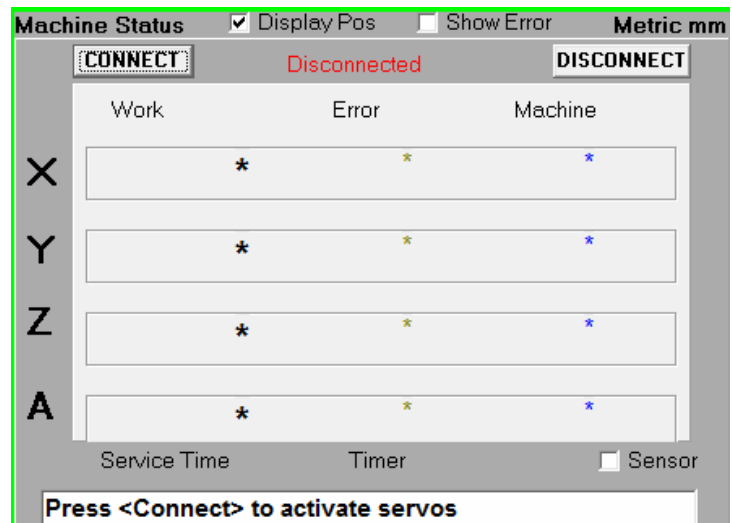 Machine Status Display Pos Show Error Metric mm
CONNECT Disconnected DISCONNECT
Work Error Machine
X * * *
Y * * *
Z * * *
A * * *
Service Time Timer Sensor
Press <Connect> to activate servos